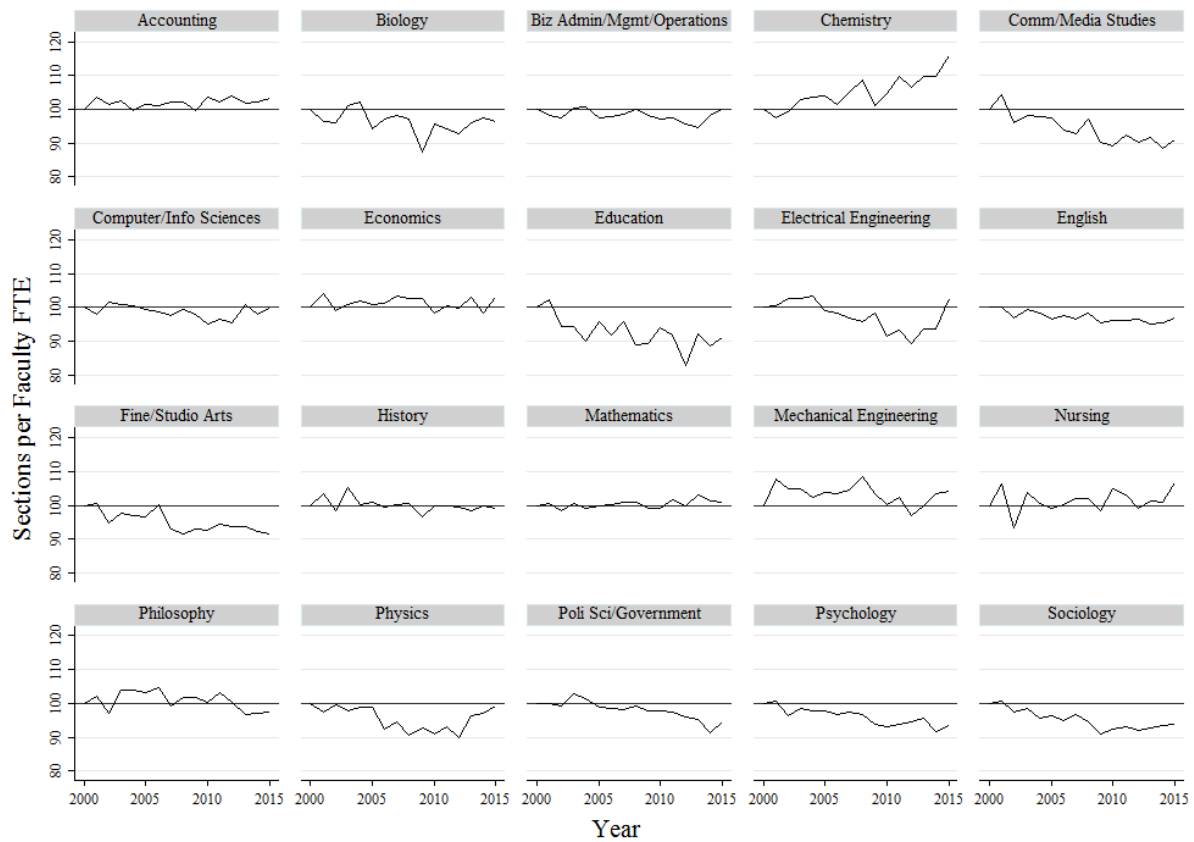 Accounting Biology Biz Admin/Mgmt/Operations Chemistry Comm/Media Studies
120
110
100
90
80
Computer/Info Sciences Economics Education Electrical Engineering English
120
110
100
90
80
Sections per Faculty FTE
Fine/Studio Arts History Mathematics Mechanical Engineering Nursing
120
110
100
90
80
Philosophy Physics Poli Sci/Government Psychology Sociology
120
110
100
90
80
2000 2005 2010 2015 2000 2005 2010 2015 2000 2005 2010 2015 2000 2005 2010 2015 2000 2005 2010 2015
Year